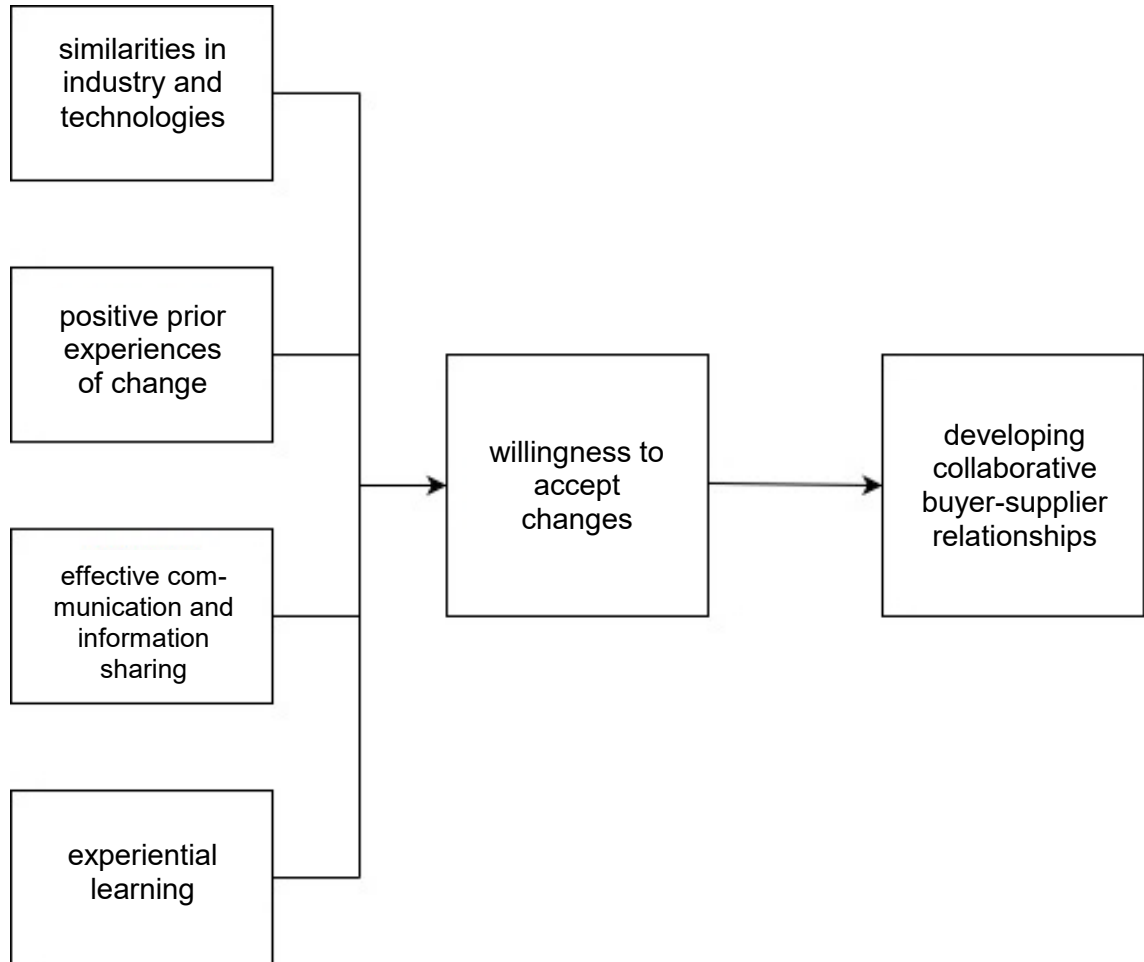 similarities in
industry and
technologies
positive prior
experiences
of change
effective com-
munication and
information
sharing
experiential
learning
willingness to
accept
changes
developing
collaborative
buyer-supplier
relationships